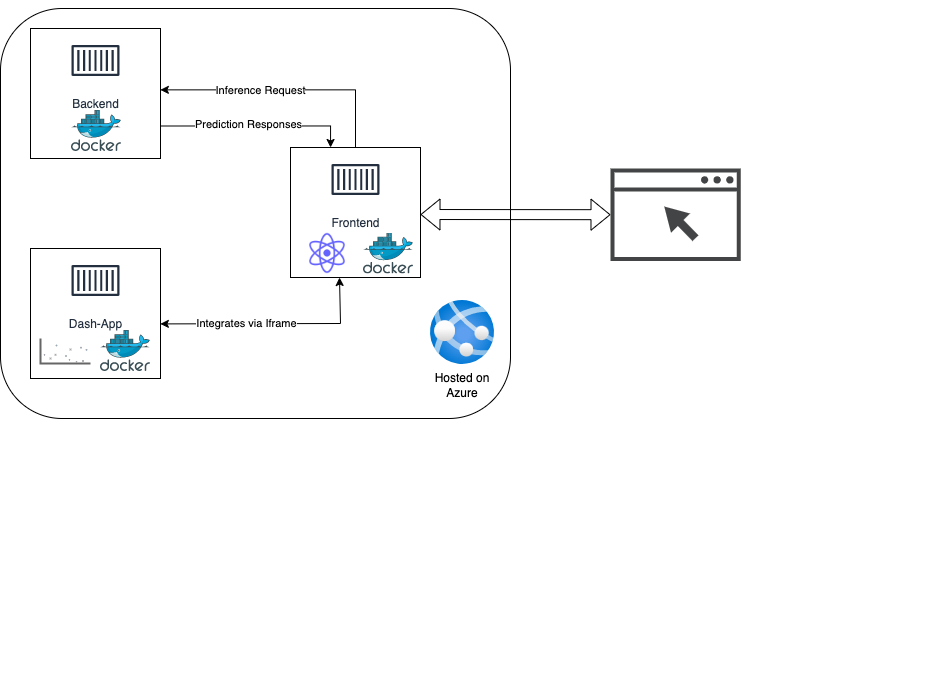 Backend
docker
Inference Request
Prediction Responses
Frontend
docker
Dash-App
docker
Integrates via Iframe
Hosted on
Azure